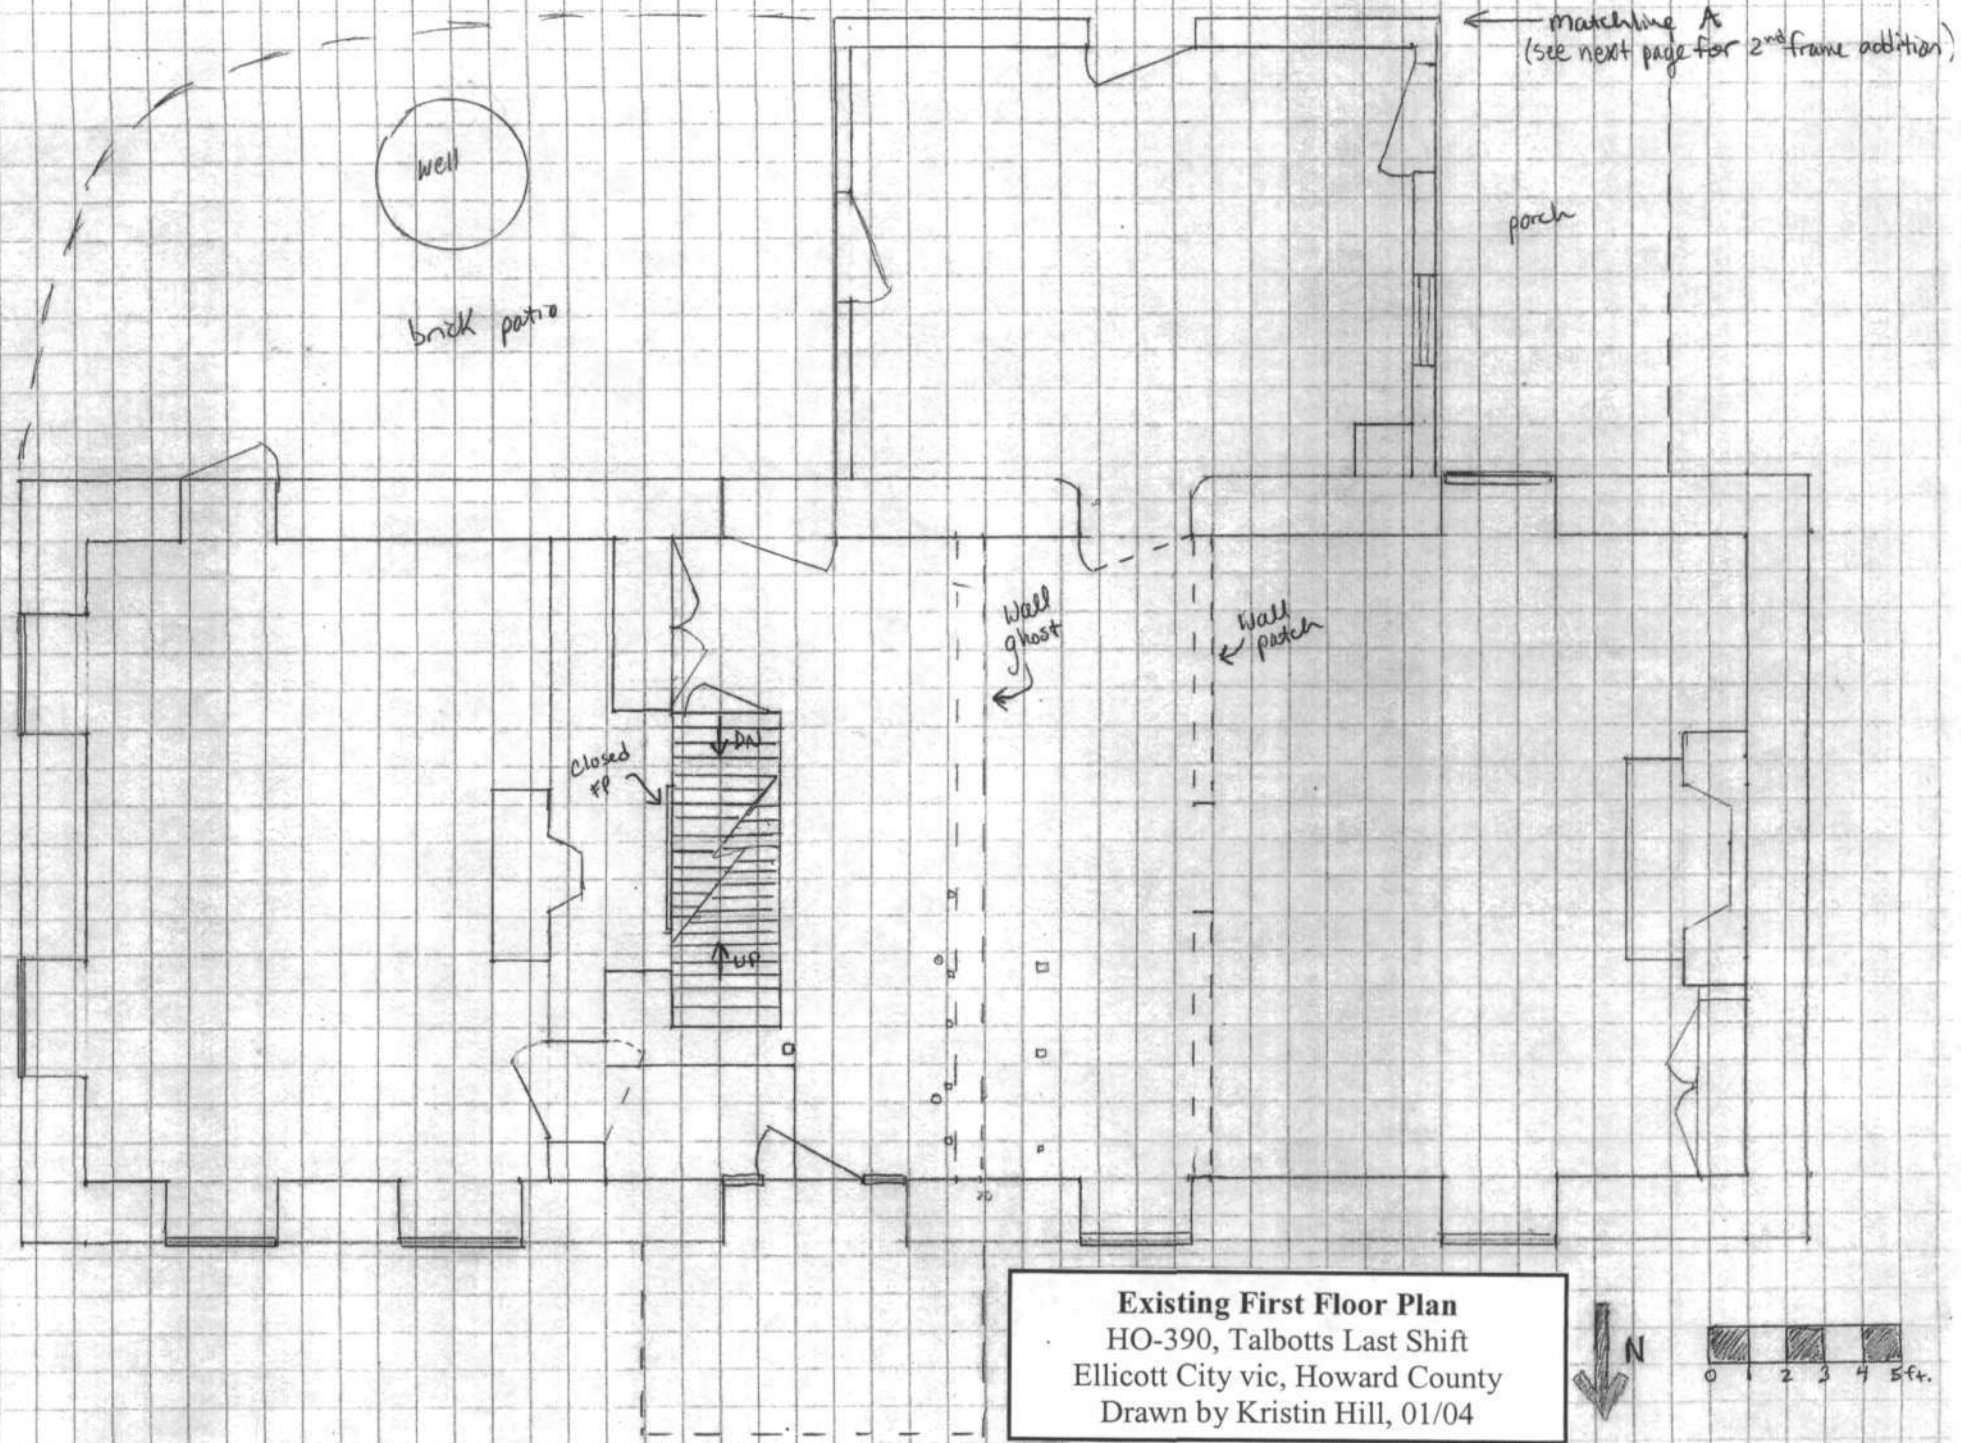 matchline A
(see next page for 2nd frame addition)
well
porch
brick patio
Wall
ghost
Wall
patch
DN
closed
FP
UP
Existing First Floor Plan
HO-390, Talbotts Last Shift
Ellicott City vic, Howard County
Drawn by Kristin Hill, 01/04
N
0 1 2 3 4 5ft.